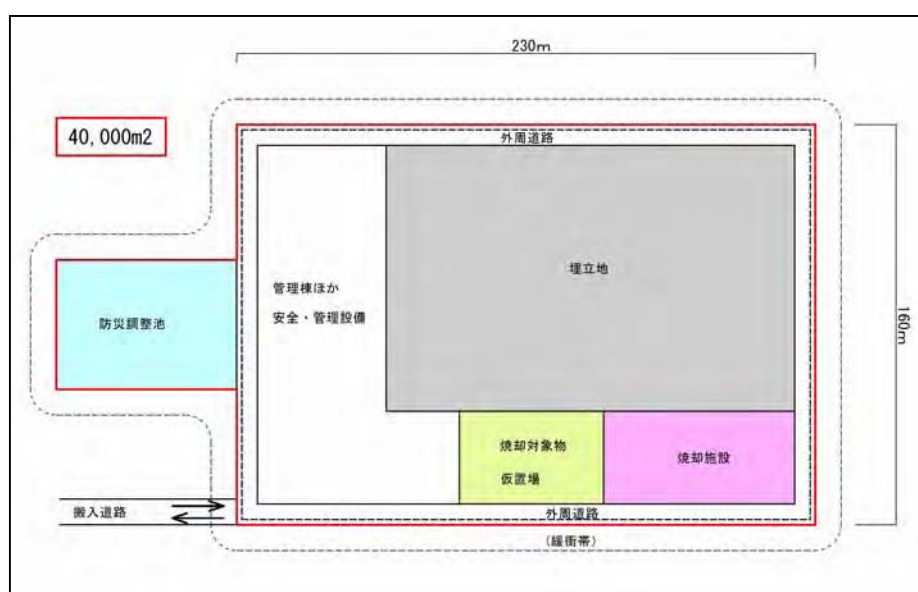 230m
40,000m2
外周道路
埋立地
管理棟ほか
安全・管理設備
防災調整池
160m
焼却対象物
仮置場
焼却施設
搬入道路
外周道路
(緩衝帯)